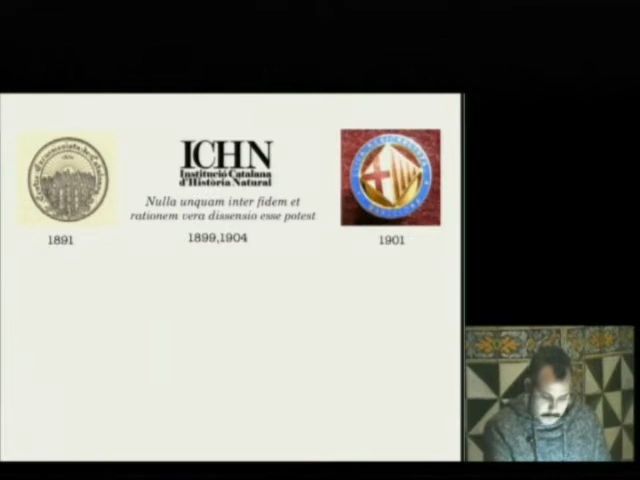 ICHN
Institució Catalana
d'Història Natural
Nulla unquam inter fidem et
rationem vera dissensio esse potest
1891
1899,1904
1901